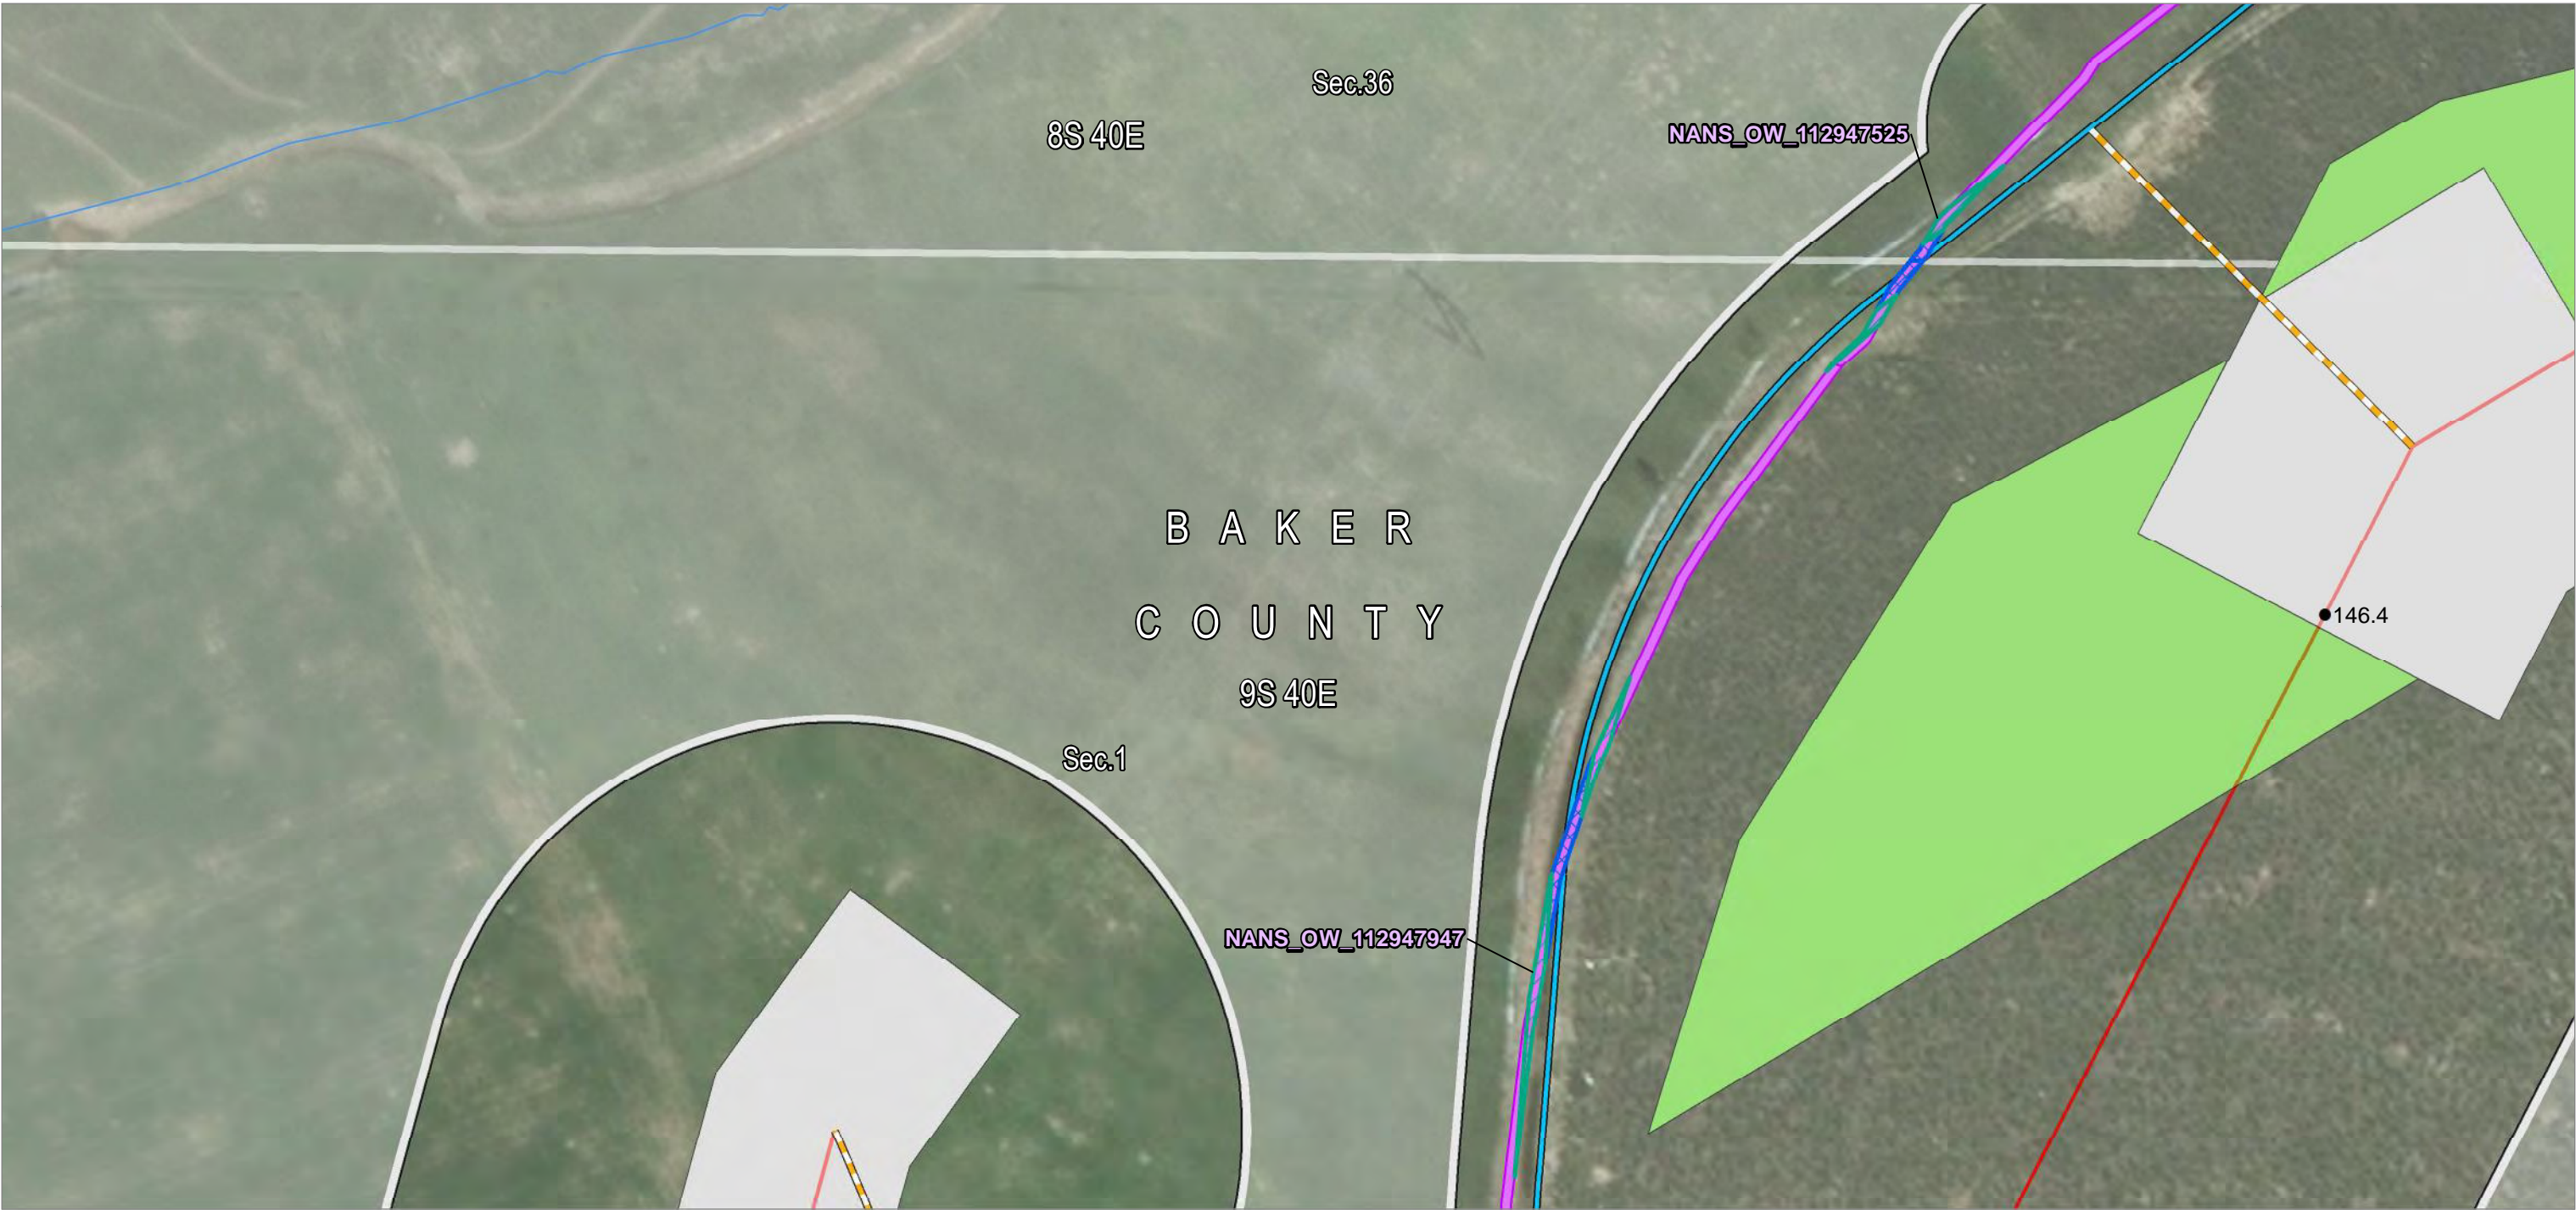 Sec.36
8S 40E
NANS_OW_112947525
B A K E R
C O U N T Y
146.4
9S 40E
Sec.1
NANS_OW_112947947